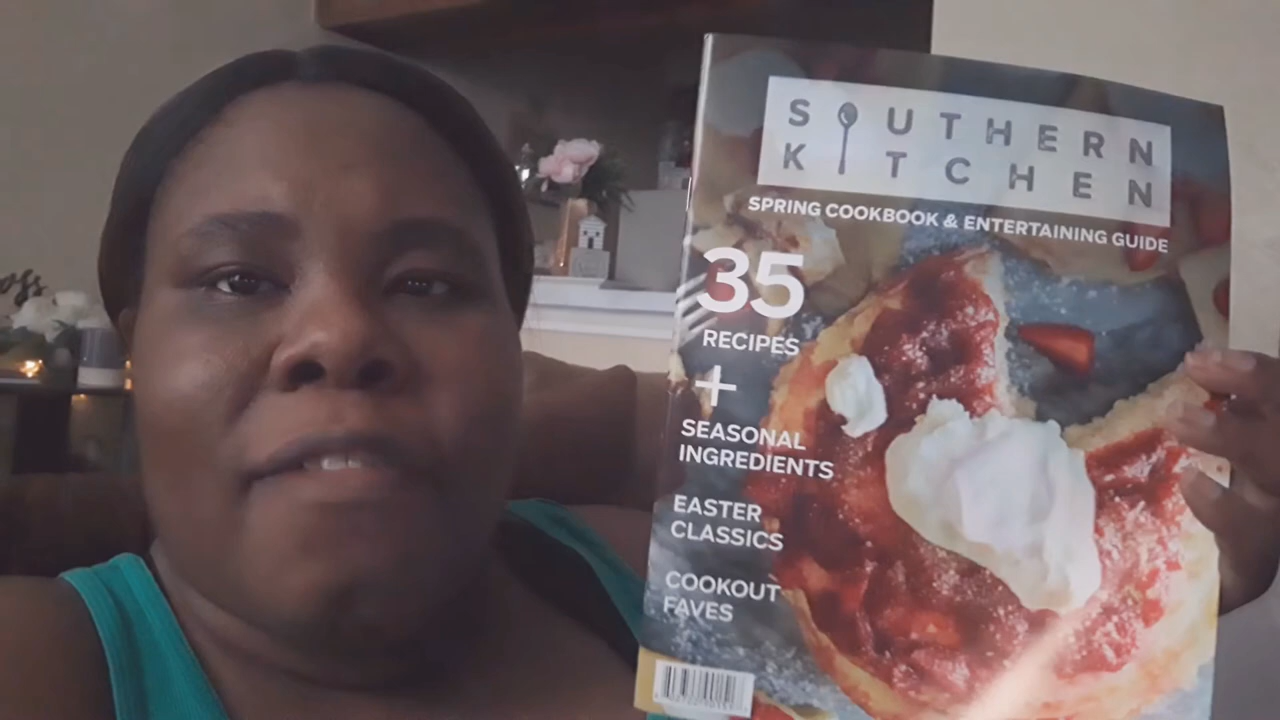 SOUTHERN
KITCHEN
SPRING COOKBOOK & ENTERTAINING GUIDE
35
RECIPES
+
SEASONAL
INGREDIENTS
EASTER
CLASSICS
COOKOUT
FAVES